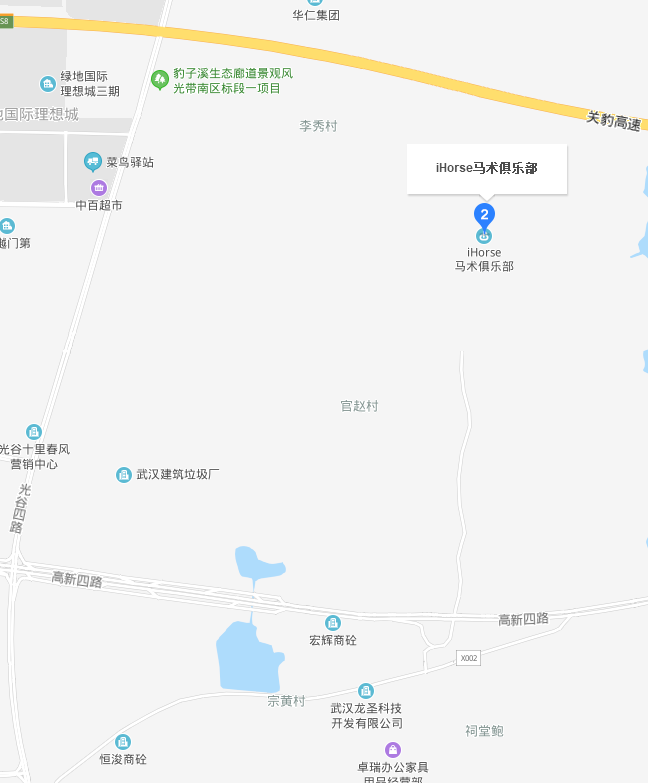 华仁集团
S8
绿地国际
理想城三期
豹子溪生态廊道景观风
光带南区标段一项目
国际理想城
李秀村
关豹高速
菜鸟驿站
中百超市
iHorse马术俱乐部
2
iHorse
马术俱乐部
越门第
官赵村
光谷十里春风
营销中心
武汉建筑垃圾厂
光谷四路
高新四路
高新四路
宏辉商砼
X002
宗黄村
武汉龙圣科技
开发有限公司
祠堂鲍
恒浚商砼
卓瑞办公家具
用品经营部